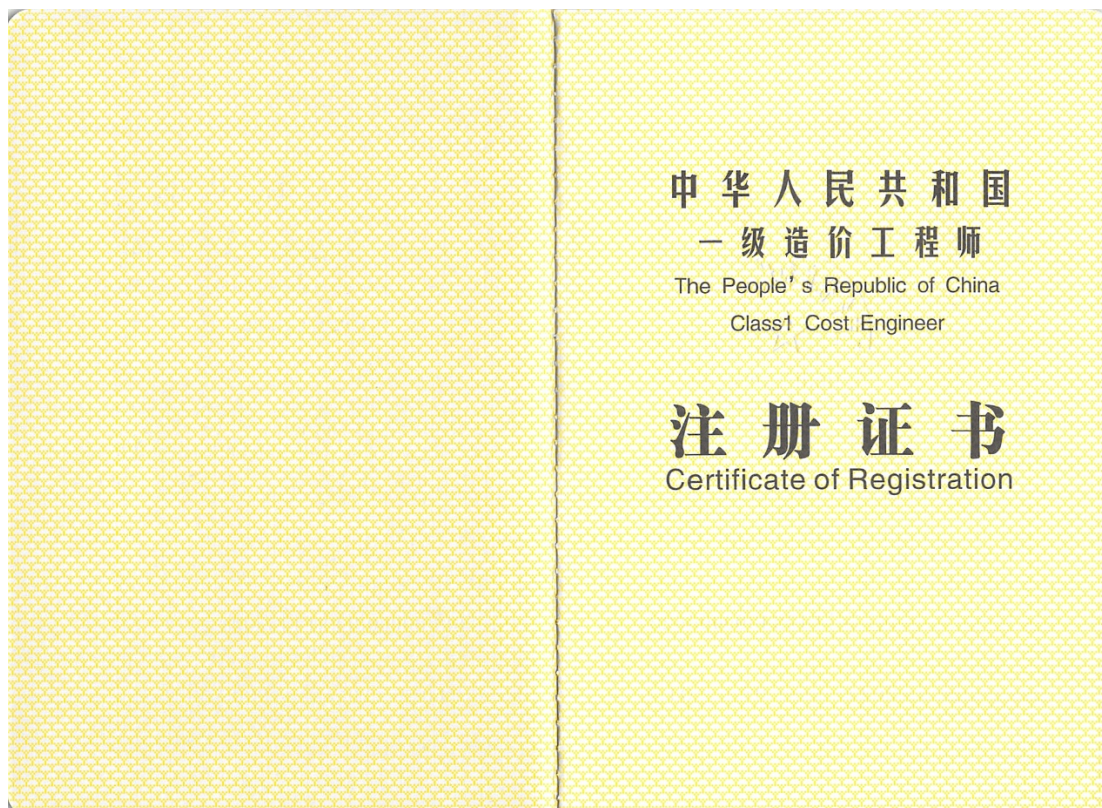 中华人民共和国
一级造价工程师
The People's Republic of China
Class1 Cost Engineer
注册证书
Certificate of Registration